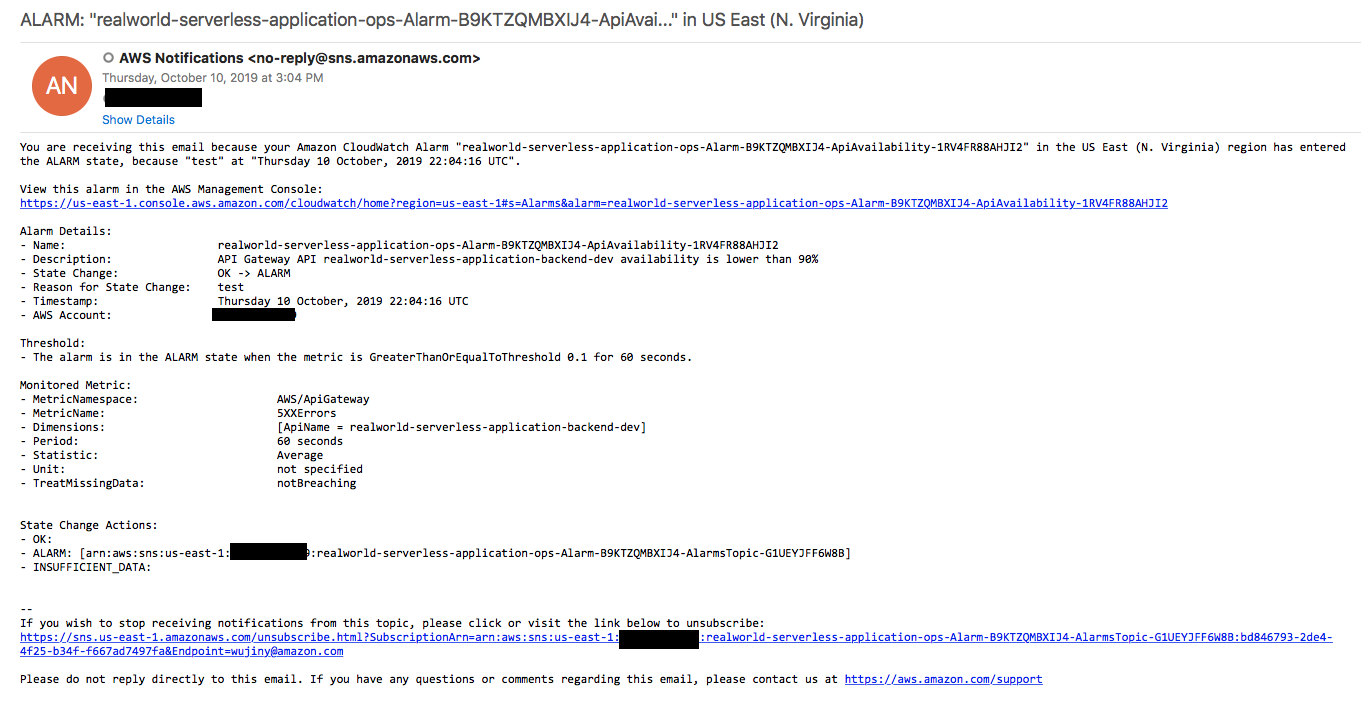 ALARM: "realworld-serverless-application-ops-Alarm-B9KTZQMBXIJ4-ApiAvai..." in US East (N. Virginia)
AN
AWS Notifications <no-reply@sns.amazonaws.com>
Thursday, October 10, 2019 at 3:04 PM
Show Details
You are receiving this email because your Amazon CloudWatch Alarm "realworld-serverless-application-ops-Alarm-B9KTZQMBXIJ4-ApiAvailability-1RV4FR88AHJI2" in the US East (N. Virginia) region has entered
the ALARM state, because "test" at "Thursday 10 October, 2019 22:04:16 UTC".
View this alarm in the AWS Management Console:
https://us-east-1.console.aws.amazon.com/cloudwatch/home?region=us-east-1#s=Alarms&alarm=realworld-serverless-application-ops-Alarm-B9KTZQMBXIJ4-ApiAvailability-1RV4FR88AHJI2
Alarm Details:
- Name: realworld-serverless-application-ops-Alarm-B9KTZQMBXIJ4-ApiAvailability-1RV4FR88AHJI2
- Description: API Gateway API realworld-serverless-application-backend-dev availability is lower than 90%
- State Change: OK -> ALARM
- Reason for State Change: test
- Timestamp: Thursday 10 October, 2019 22:04:16 UTC
- AWS Account:
Threshold:
- The alarm is in the ALARM state when the metric is GreaterThanOrEqualToThreshold 0.1 for 60 seconds.
Monitored Metric:
- MetricNamespace: AWS/ApiGateway
- MetricName: 5XXErrors
- Dimensions: [ApiName = realworld-serverless-application-backend-dev]
- Period: 60 seconds
- Statistic: Average
- Unit: not specified
- TreatMissingData: notBreaching
State Change Actions:
- OK:
- ALARM: [arn:aws:sns:us-east-1: :realworld-serverless-application-ops-Alarm-B9KTZQMBXIJ4-AlarmsTopic-G1UEYJFF6W8B]
- INSUFFICIENT_DATA:
--
If you wish to stop receiving notifications from this topic, please click or visit the link below to unsubscribe:
https://sns.us-east-1.amazonaws.com/unsubscribe.html?SubscriptionArn=arn:aws:sns:us-east-1: :realworld-serverless-application-ops-Alarm-B9KTZQMBXIJ4-AlarmsTopic-G1UEYJFF6W8B:bd846793-2de4-
4f25-b34f-f667ad7497fa&Endpoint=wujiny@amazon.com
Please do not reply directly to this email. If you have any questions or comments regarding this email, please contact us at https://aws.amazon.com/support